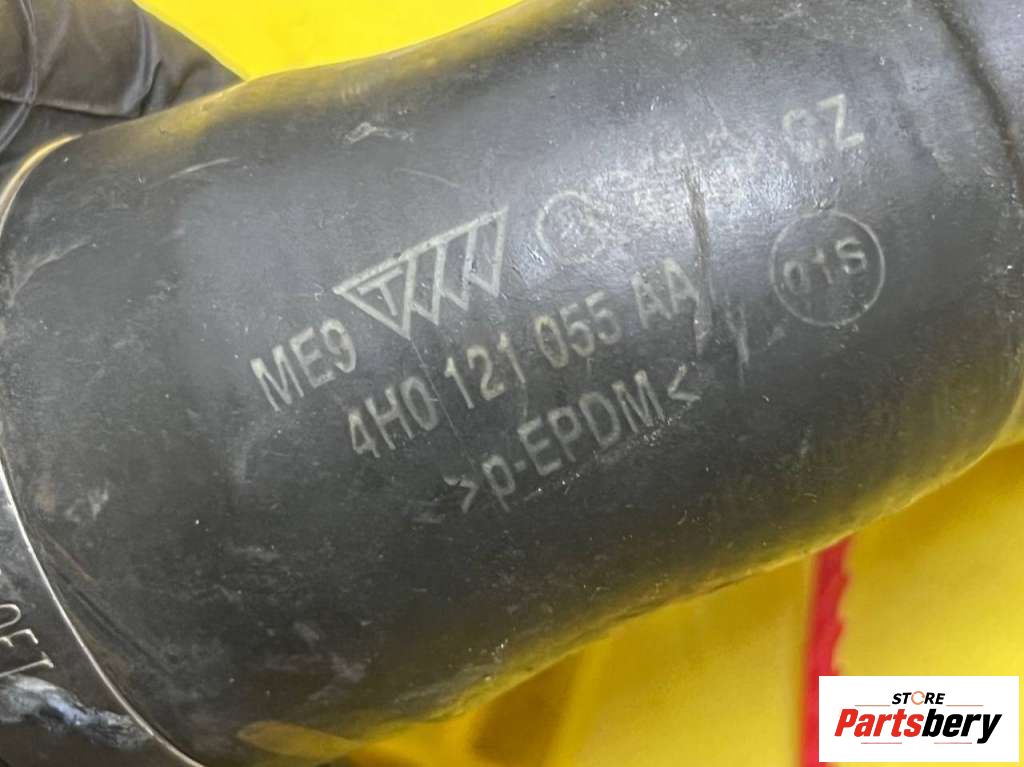 CZ
01S
ME9
4H0 121 055 AA
>p-EPDM<
STORE
Partsbery